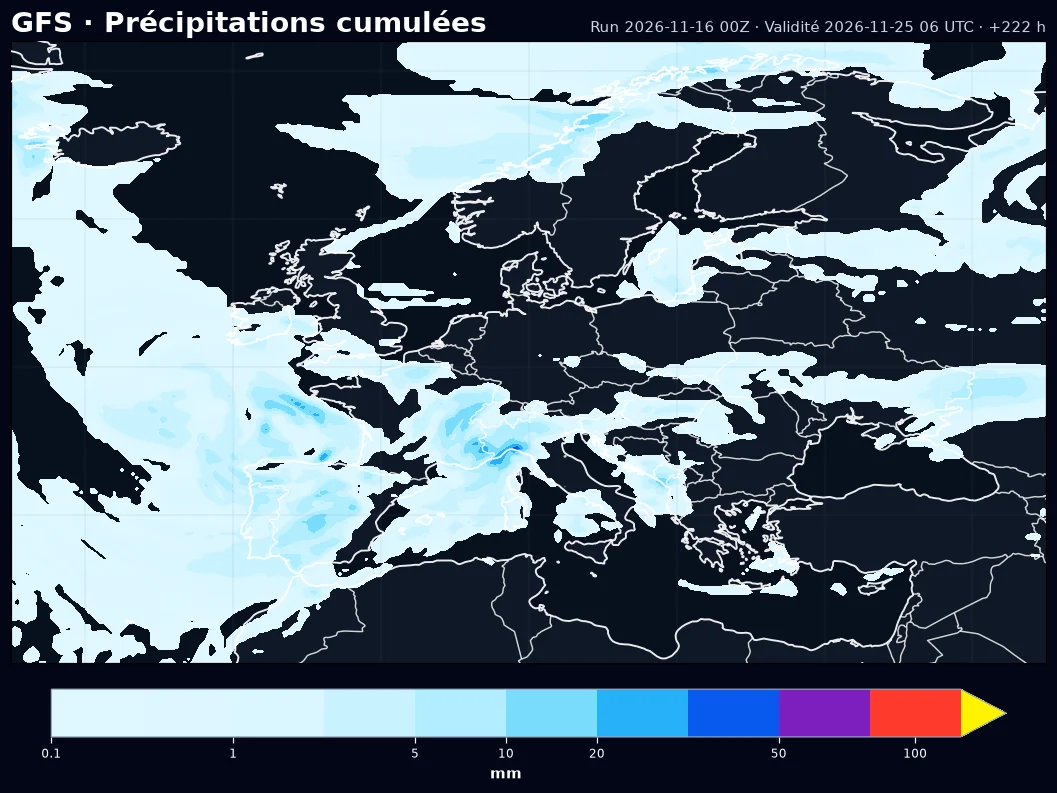 GFS · Précipitations cumulées
Run 2026-11-16 00Z · Validité 2026-11-25 06 UTC · +222 h
0.1 1 5 10 20 50 100
mm